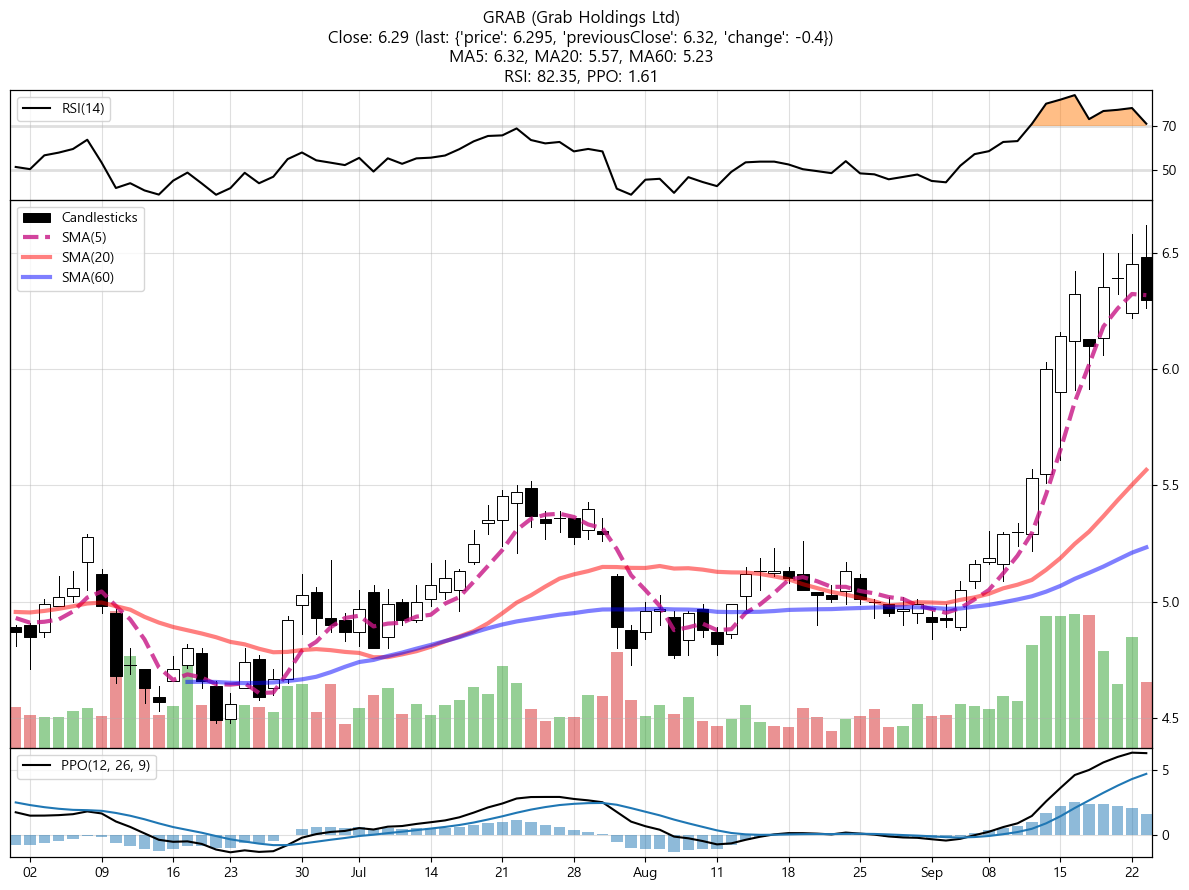 GRAB (Grab Holdings Ltd)
Close: 6.29 (last: {'price': 6.295, 'previousClose': 6.32, 'change': -0.4})
MA5: 6.32, MA20: 5.57, MA60: 5.23
RSI: 82.35, PPO: 1.61
RSI(14)
70
50
Candlesticks
SMA(5)
SMA(20)
SMA(60)
6.5
6.0
5.5
5.0
4.5
PPO(12, 26, 9)
5
0
02 09 16 23 30 Jul 14 21 28 Aug 11 18 25 Sep 08 15 22